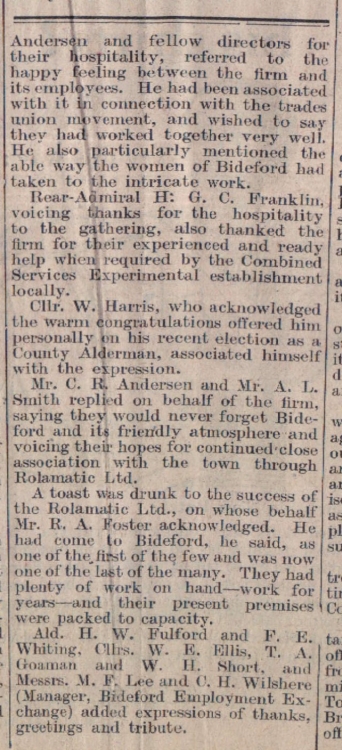 Andersen and fellow directors for
their hospitality, referred to the
happy feeling between the firm and
its employees. He had been associated
with it in connection with the trades
union movement, and wished to say
they had worked together very well.
He also particularly mentioned the
able way the women of Bideford had
taken to the intricate work.
Rear-Admiral H. G. C. Franklin,
voicing thanks for the hospitality
to the gathering, also thanked the
firm for their experienced and ready
help when required by the Combined
Services Experimental establishment
locally.
Cllr. W. Harris, who acknowledged
the warm congratulations offered him
personally on his recent election as a
County Alderman, associated himself
with the expression.
Mr. C. R. Andersen and Mr. A. L.
Smith replied on behalf of the firm,
saying they would never forget Bide-
ford and its friendly atmosphere and
voicing their hopes for continued close
association with the town through
Rolamatic Ltd.
A toast was drunk to the success of
the Rolamatic Ltd., on whose behalf
Mr. R. A. Foster acknowledged. He
had come to Bideford, he said, as
one of the first of the few and was now
one of the last of the many. They had
plenty of work on hand—work for
years—and their present premises
were packed to capacity.
Ald. H. W. Fulford and F. E.
Whiting, Cllrs. W. E. Ellis, T. A.
Goaman and W. H. Short, and
Messrs. M. F. Lee and C. H. Wilshere
(Manager, Bideford Employment Ex-
change) added expressions of thanks,
greetings and tribute.